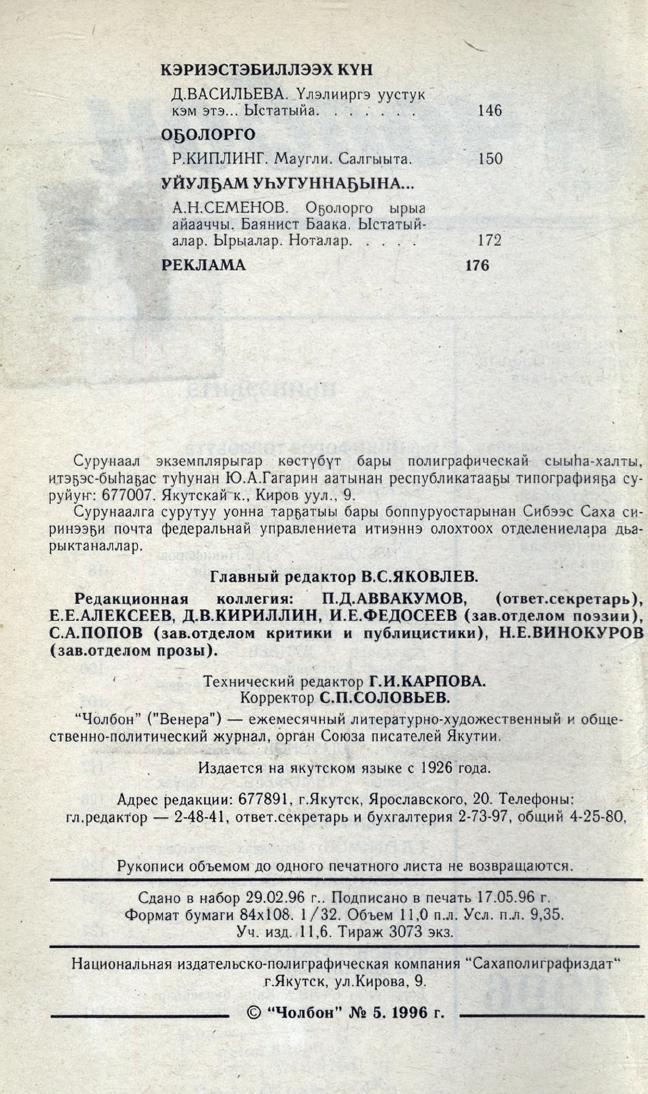 КЭРИЭСТЭБИЛЛЭЭХ КҮН
Д.ВАСИЛЬЕВА. Үлэлииргэ уустук
кэм этэ... Ыстатыйа. . . . . . . 146
ОҔОЛОРГО
Р.КИПЛИНГ. Маугли. Салгыыта. 150
УЙУЛҔАМ УҺУГУННАҔЫНА...
А.Н.СЕМЕНОВ. Оҕолорго ырыа
айааччы. Баянист Баака. Ыстатый-
алар. Ырыалар. Ноталар. . . . . 172
РЕКЛАМА 176
Сурунаал экземплярыгар көстүбүт бары полиграфическай сыыһа-халты,
итэҕэс-быһаҕас туһунан Ю.А.Гагарин аатынан республикатааҕы типографияҕа су-
руйуҥ: 677007. Якутскай к., Киров уул., 9.
Сурунаалга сурутуу уонна тарҕатыы бары боппуруостарынан Сибээс Саха си-
ринээҕи почта федеральнай управлениета итиэннэ олохтоох отделениелара дьа-
рыктаналлар.
Главный редактор В.С.ЯКОВЛЕВ.
Редакционная коллегия: П.Д.АВВАКУМОВ, (ответ.секретарь),
Е.Е.АЛЕКСЕЕВ, Д.В.КИРИЛЛИН, И.Е.ФЕДОСЕЕВ (зав.отделом поэзии),
С.А.ПОПОВ (зав.отделом критики и публицистики), Н.Е.ВИНОКУРОВ
(зав.отделом прозы).
Технический редактор Г.И.КАРПОВА.
Корректор С.П.СОЛОВЬЕВ.
“Чолбон” ("Венера") — ежемесячный литературно-художественный и обще-
ственно-политический журнал, орган Союза писателей Якутии.
Издается на якутском языке с 1926 года.
Адрес редакции: 677891, г.Якутск, Ярославского, 20. Телефоны:
гл.редактор — 2-48-41, ответ.секретарь и бухгалтерия 2-73-97, общий 4-25-80,
Рукописи объемом до одного печатного листа не возвращаются.
Сдано в набор 29.02.96 г.. Подписано в печать 17.05.96 г.
Формат бумаги 84х108. 1/32. Объем 11,0 п.л. Усл. п.л. 9,35.
Уч. изд. 11,6. Тираж 3073 экз.
Национальная издательско-полиграфическая компания “Сахаполиграфиздат“
г.Якутск, ул.Кирова, 9.
© “Чолбон” № 5. 1996 г.